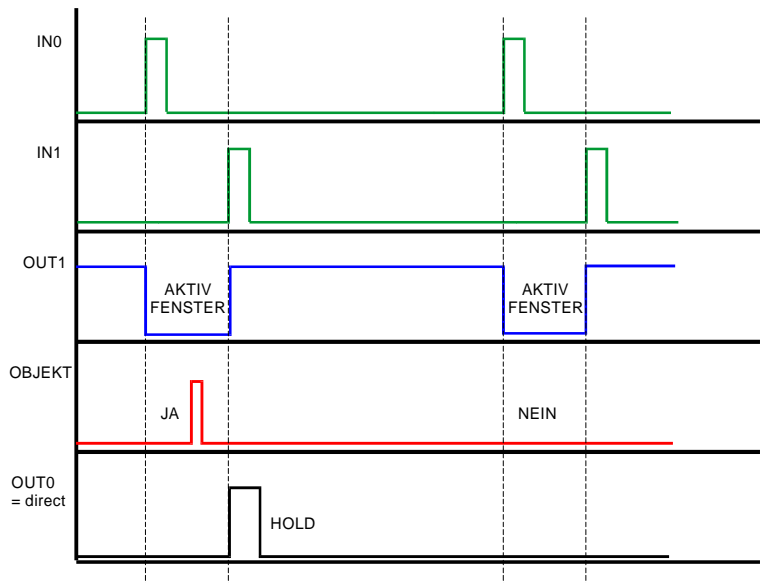 IN0
IN1
OUT1
AKTIV
FENSTER
AKTIV
FENSTER
OBJEKT
JA
NEIN
OUT0
= direct
HOLD